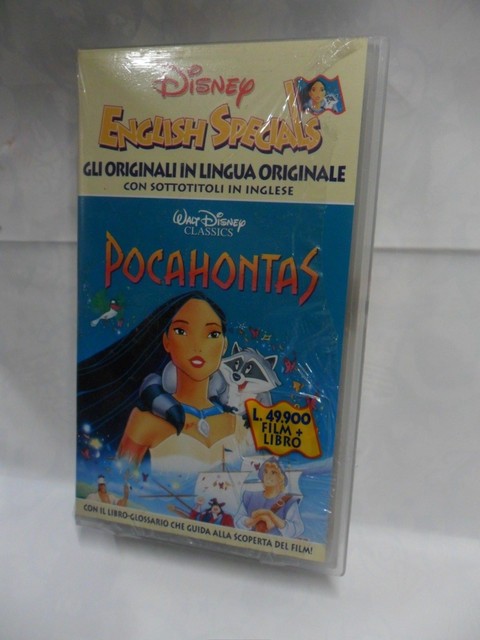 Disney
English Specials
GLI ORIGINALI IN LINGUA ORIGINALE
CON SOTTOTITOLI IN INGLESE
Walt Disney
CLASSICS
POCAHONTAS
L. 49.900
FILM +
LIBRO
CON IL LIBRO-GLOSSARIO CHE GUIDA ALLA SCOPERTA DEL FILM!